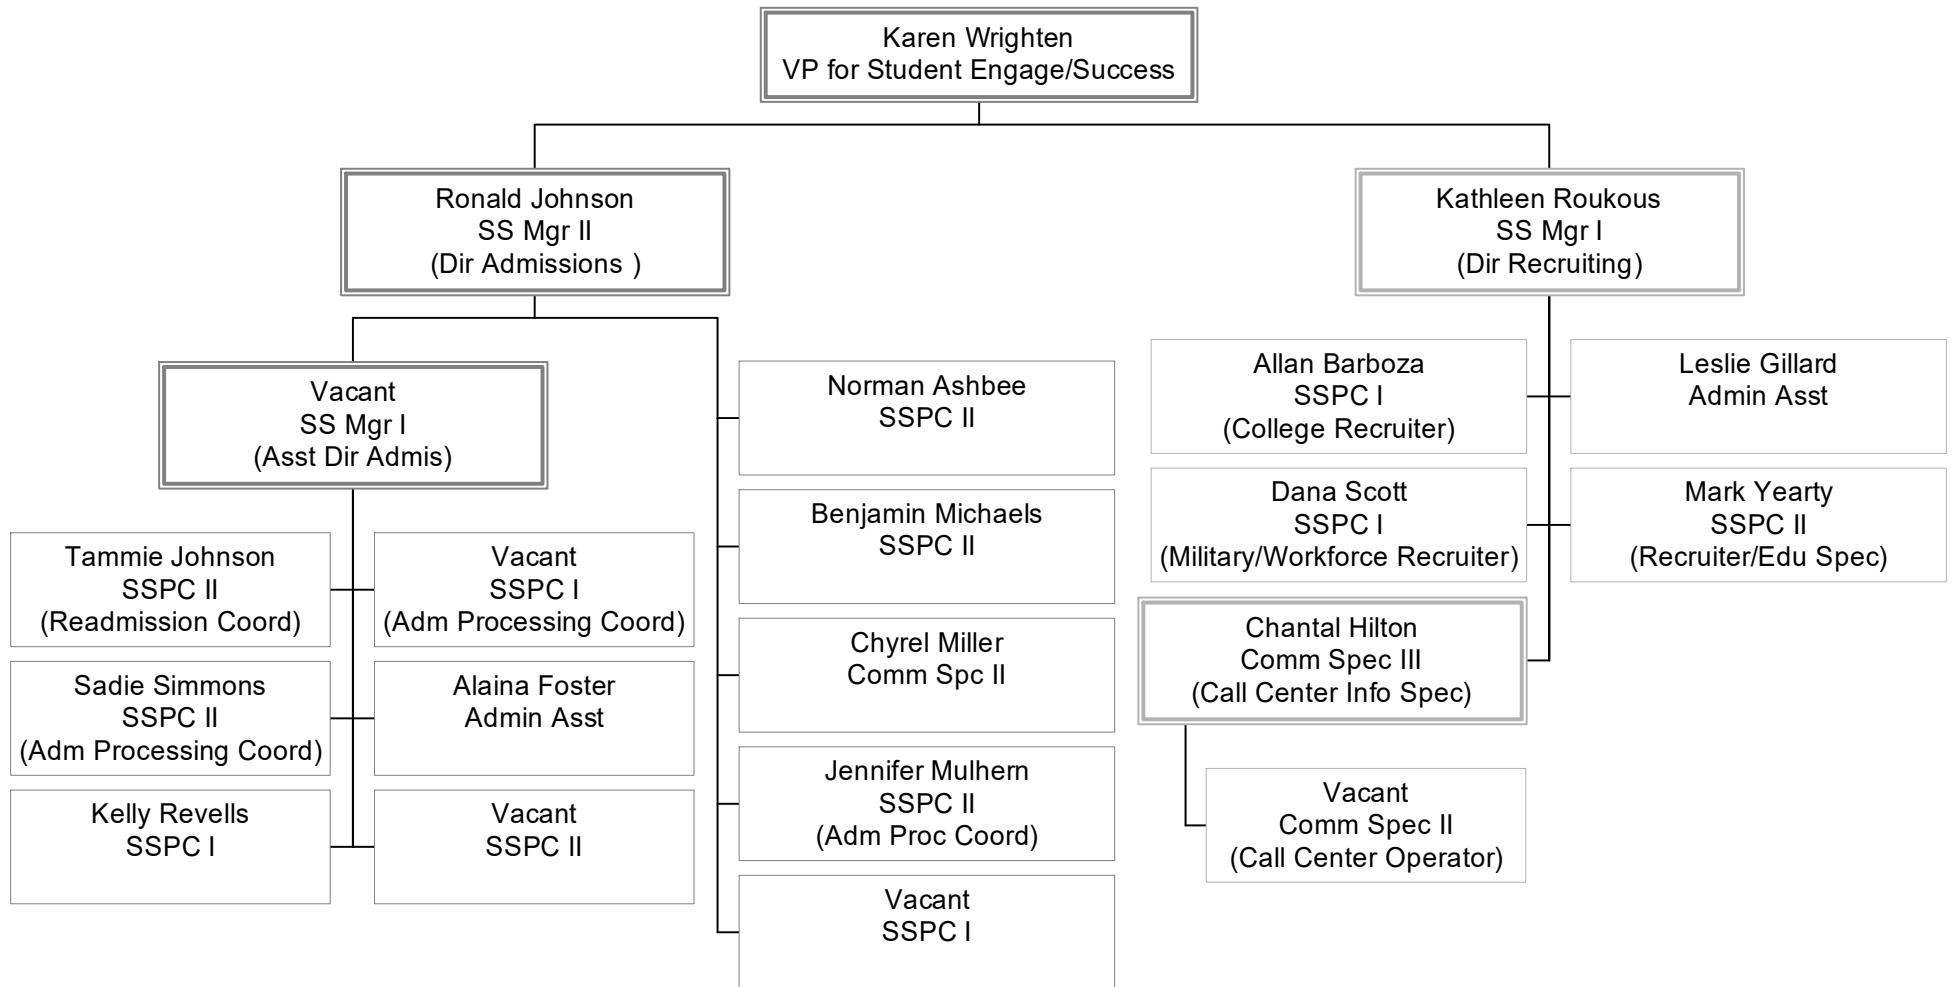 Karen Wrighten
VP for Student Engage/Success
Ronald Johnson
SS Mgr II
(Dir Admissions )
Vacant
SS Mgr I
(Asst Dir Admis)
Tammie Johnson
SSPC II
(Readmission Coord)
Vacant
SSPC I
(Adm Processing Coord)
Sadie Simmons
SSPC II
(Adm Processing Coord)
Alaina Foster
Admin Asst
Kelly Revells
SSPC I
Vacant
SSPC II
Norman Ashbee
SSPC II
Benjamin Michaels
SSPC II
Chyrel Miller
Comm Spc II
Jennifer Mulhern
SSPC II
(Adm Proc Coord)
Vacant
SSPC I
Kathleen Roukous
SS Mgr I
(Dir Recruiting)
Allan Barboza
SSPC I
(College Recruiter)
Leslie Gillard
Admin Asst
Dana Scott
SSPC I
(Military/Workforce Recruiter)
Mark Yearty
SSPC II
(Recruiter/Edu Spec)
Chantal Hilton
Comm Spec III
(Call Center Info Spec)
Vacant
Comm Spec II
(Call Center Operator)